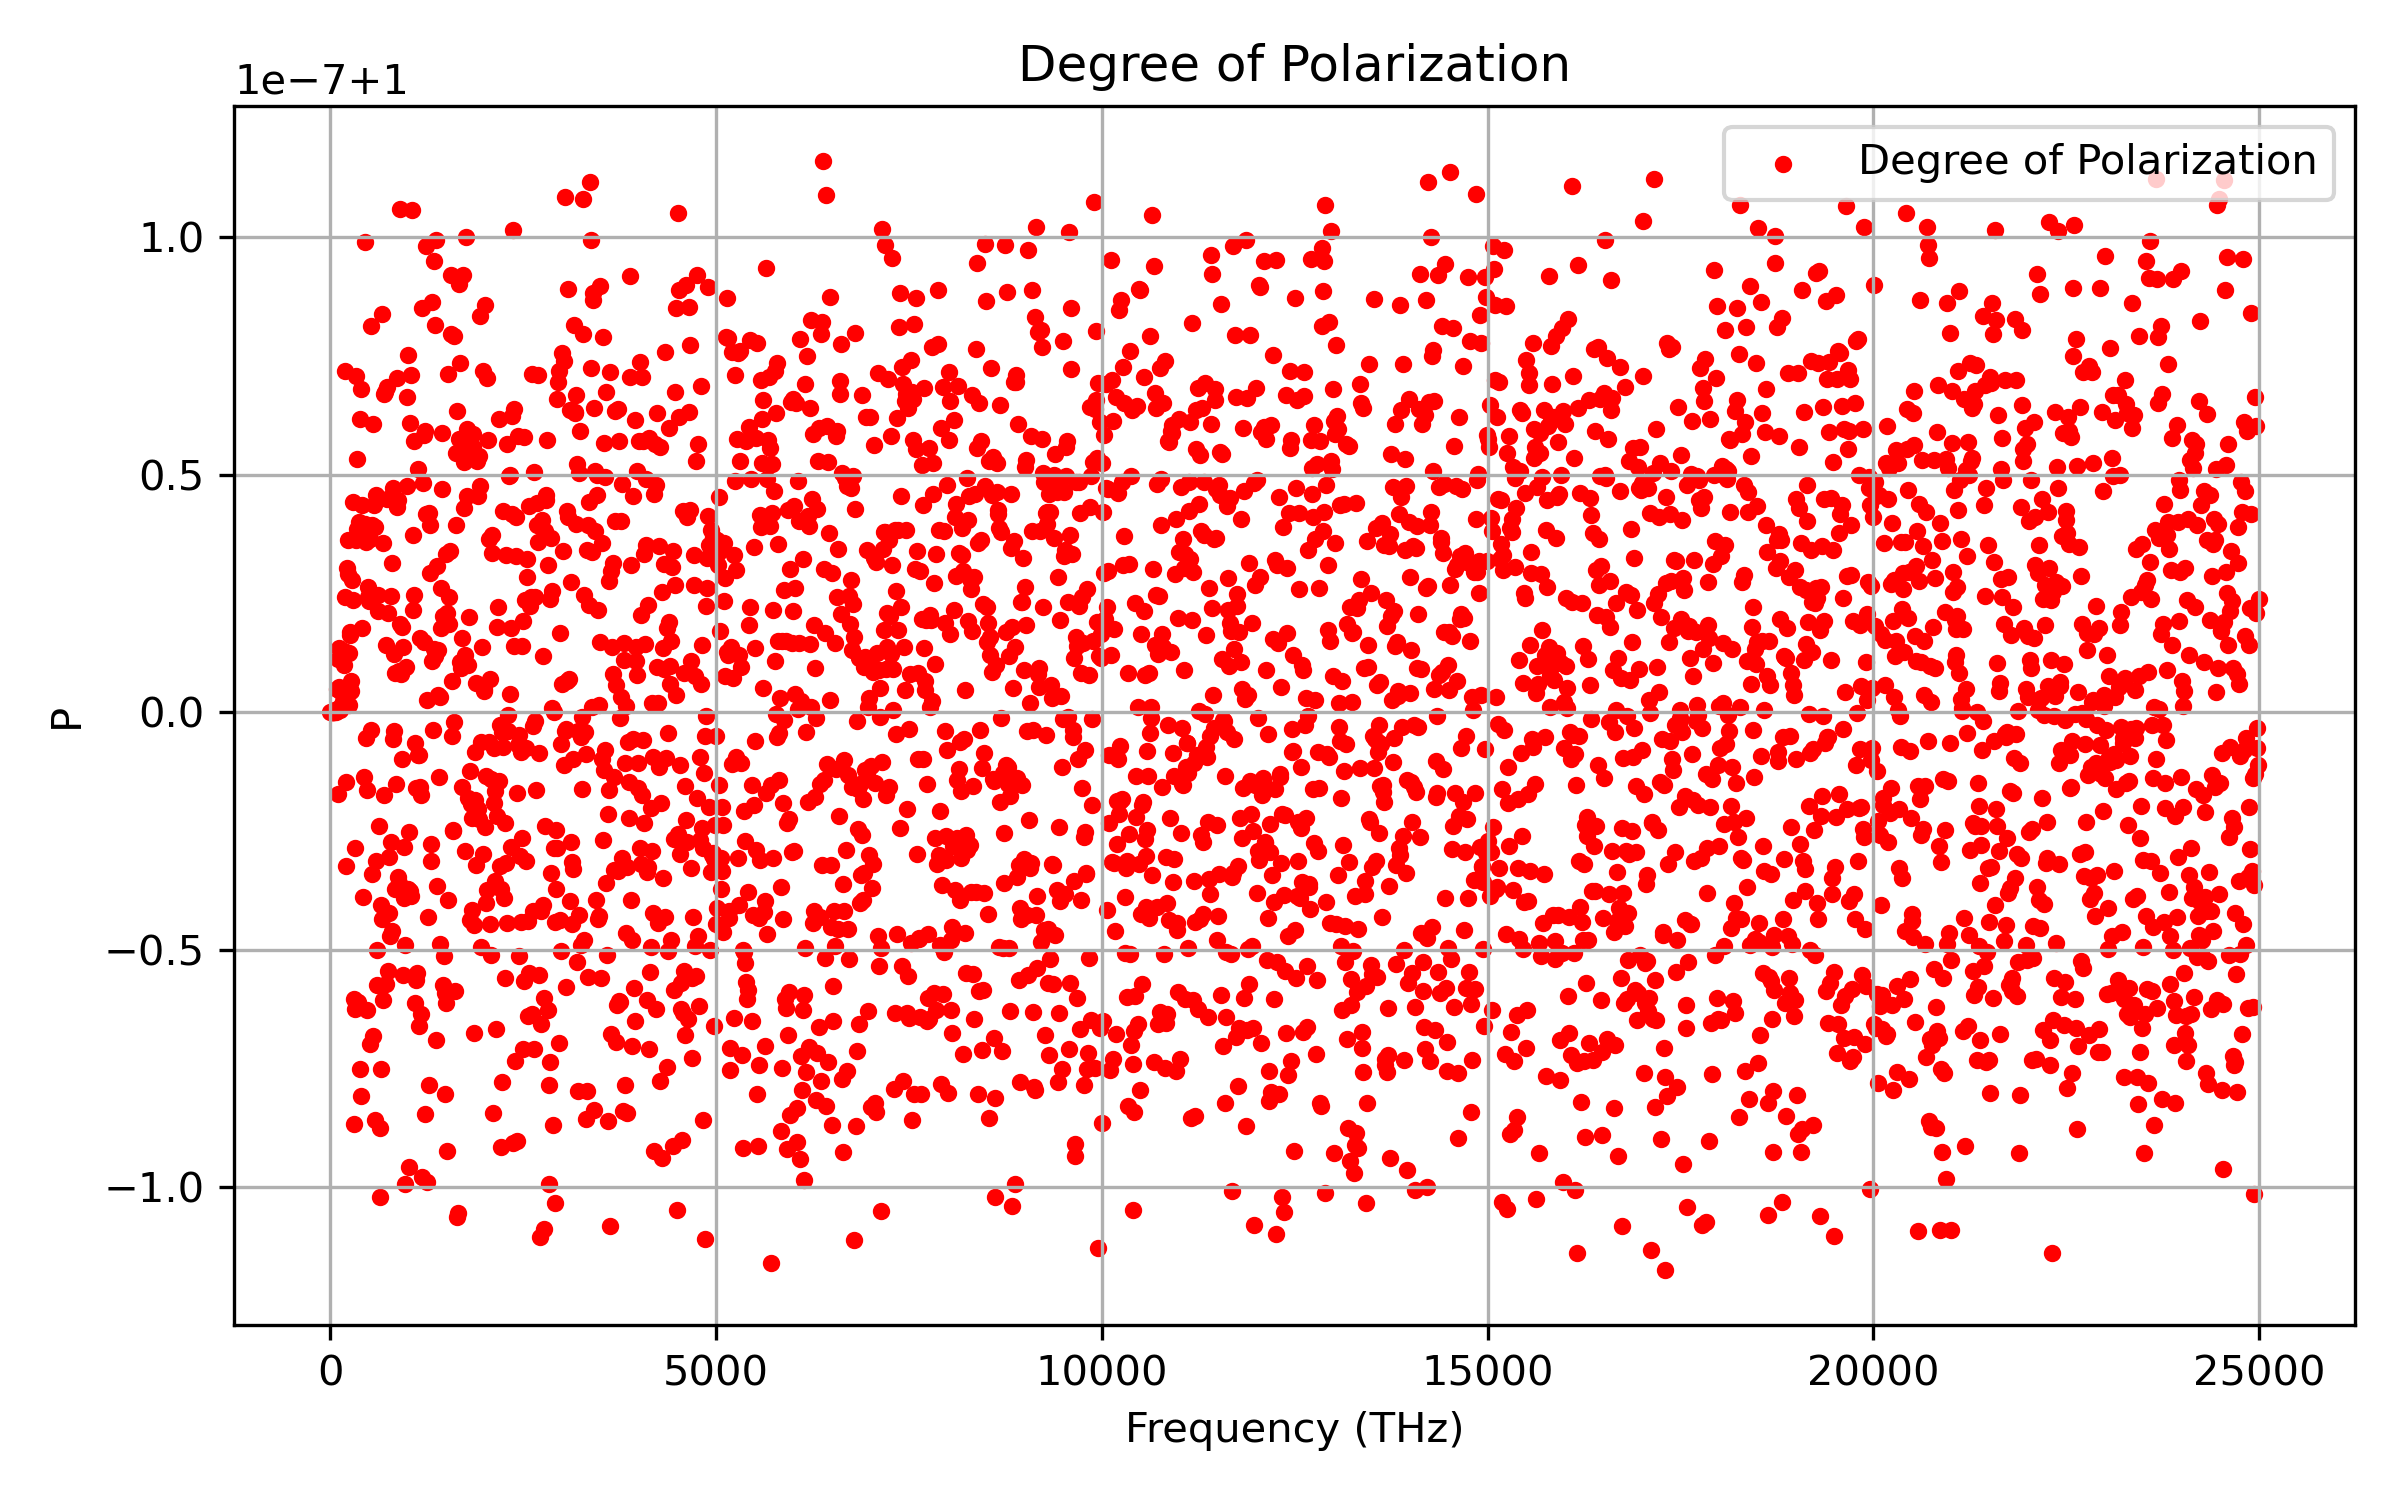 Degree of Polarization
1e−7+1
Degree of Polarization
1.0
0.5
0.0
−0.5
−1.0
P
0 5000 10000 15000 20000 25000
Frequency (THz)